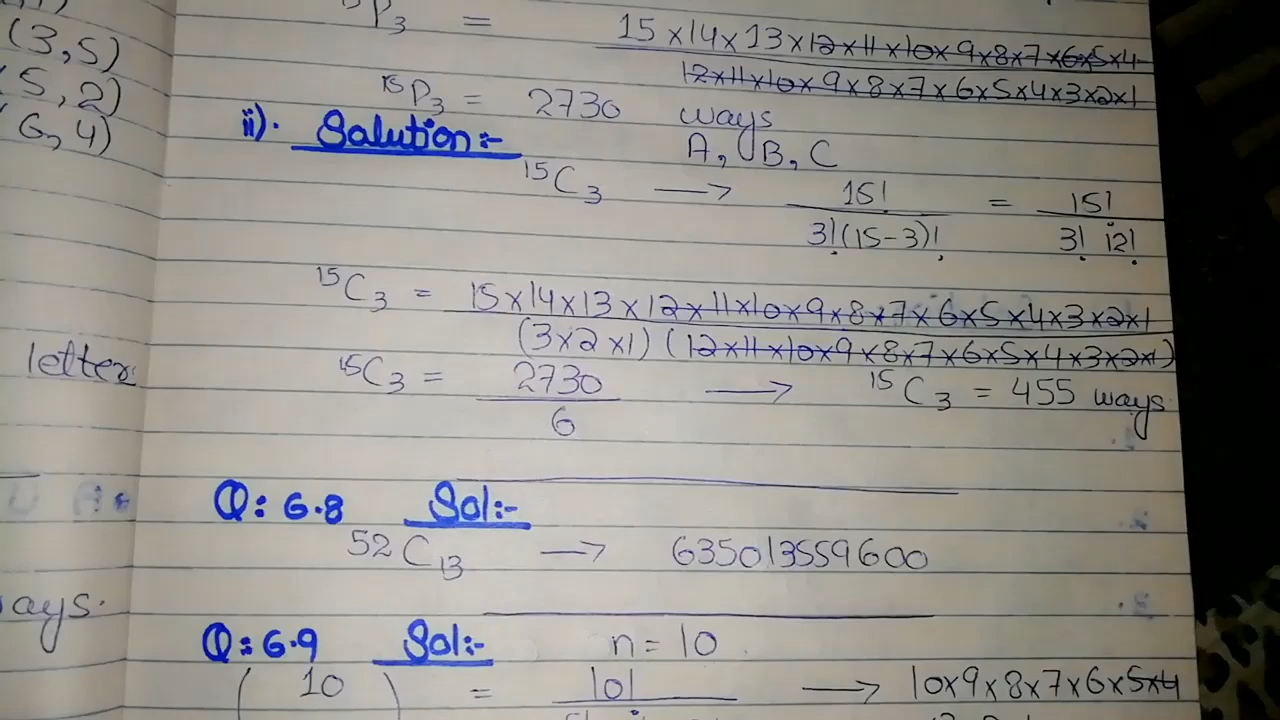 (3,5)
5,2)
6,4)
letter
ays.
¹⁵P₃ = 15×14×13×12×11×10×9×8×7×6×5×4
12×11×10×9×8×7×6×5×4×3×2×1
¹⁵P₃ = 2730 ways
ii). Solution:-
A, B, C
¹⁵C₃ → 15! = 15!
3!(15-3)! 3! 12!
¹⁵C₃ = 15×14×13×12×11×10×9×8×7×6×5×4×3×2×1
(3×2×1) (12×11×10×9×8×7×6×5×4×3×2×1)
¹⁵C₃ = 2730 → ¹⁵C₃ = 455 ways
6
Q: 6.8 Sol:-
⁵²C₁₃ → 635013559600
Q: 6.9 Sol:- n = 10
( 10 ) = 10! → 10×9×8×7×6×5×4